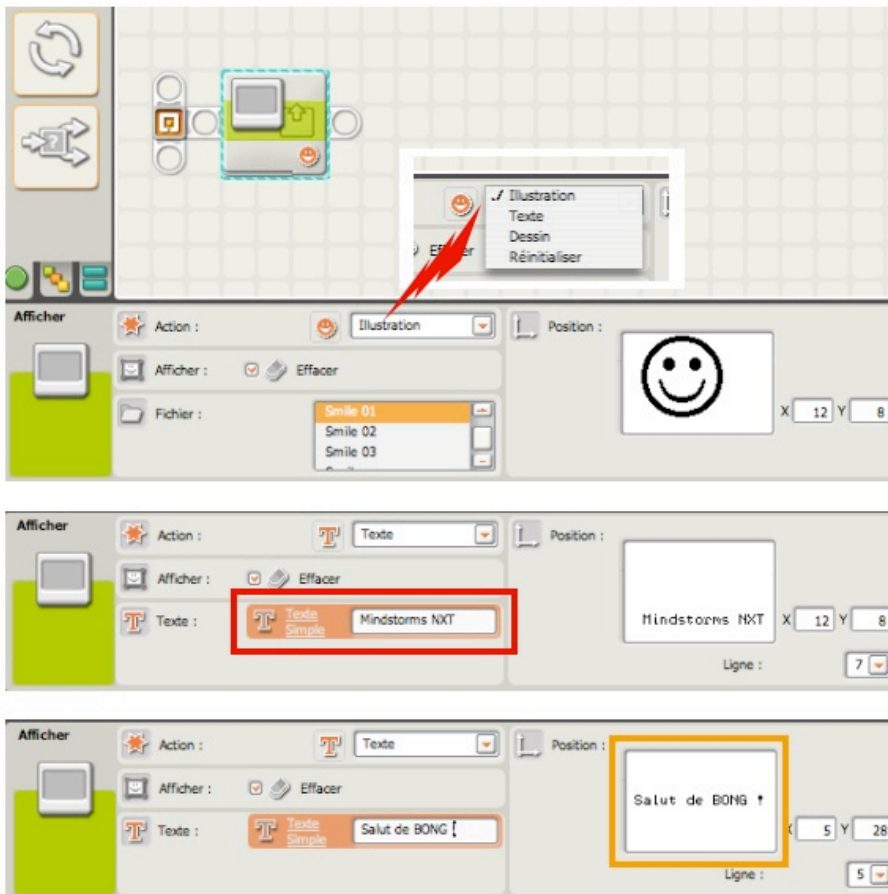 Illustration
Texte
Dessin
Réinitialiser
Effacer
Afficher
Action :
Illustration
Position :
Afficher :
Effacer
Fichier :
Smile 01
Smile 02
Smile 03
X 12 Y 8
Afficher
Action :
Texte
Position :
Afficher :
Effacer
Texte :
Texte Simple
Mindstorms NXT
Mindstorms NXT
X 12 Y 8
Ligne : 7
Afficher
Action :
Texte
Position :
Afficher :
Effacer
Texte :
Texte Simple
Salut de BONG !
Salut de BONG !
X 5 Y 28
Ligne : 5